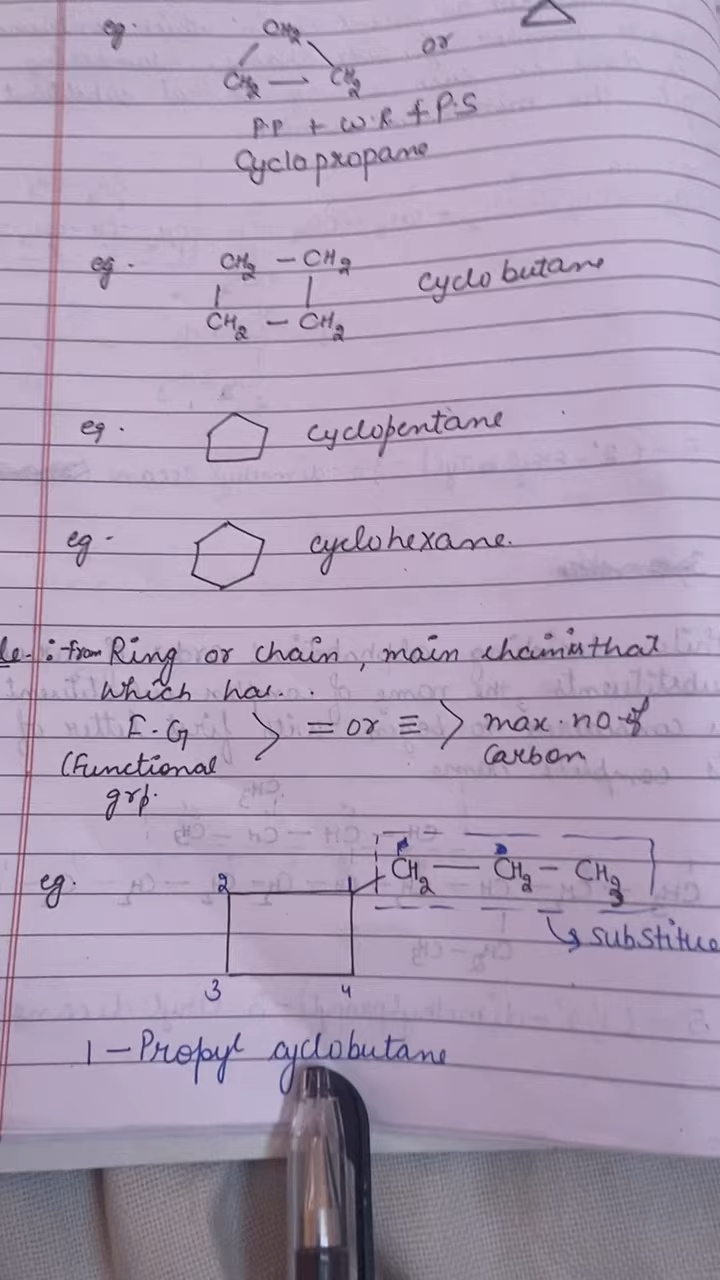 eg. CH2 or
CH2 — CH2
P.P + W.R + P.S
Cyclopropane
eg. CH2 – CH2 Cyclobutane
CH2 – CH2
eg. cyclopentane
eg- cyclohexane.
from Ring or chain, main chain is that
which has..
F.G > = or ≡ > max. no. of
(Functional carbon
grp.
eg. 2 1 CH2 — CH2 – CH3
substitue
3 4
1 – Propyl cyclobutane